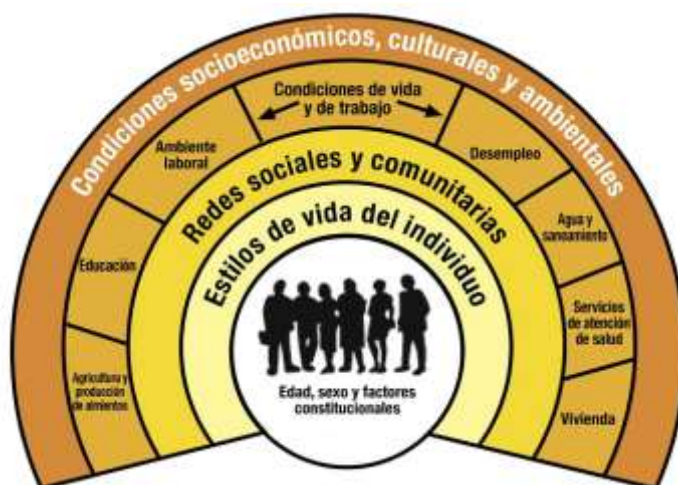 Condiciones socioeconómicos, culturales y ambientales
Condiciones de vida
y de trabajo
Ambiente
laboral
Desempleo
Educación
Agua y
saneamiento
Agricultura y
producción
de alimentos
Servicios
de atención
de salud
Vivienda
Redes sociales y comunitarias
Estilos de vida del individuo
Edad, sexo y factores
constitucionales